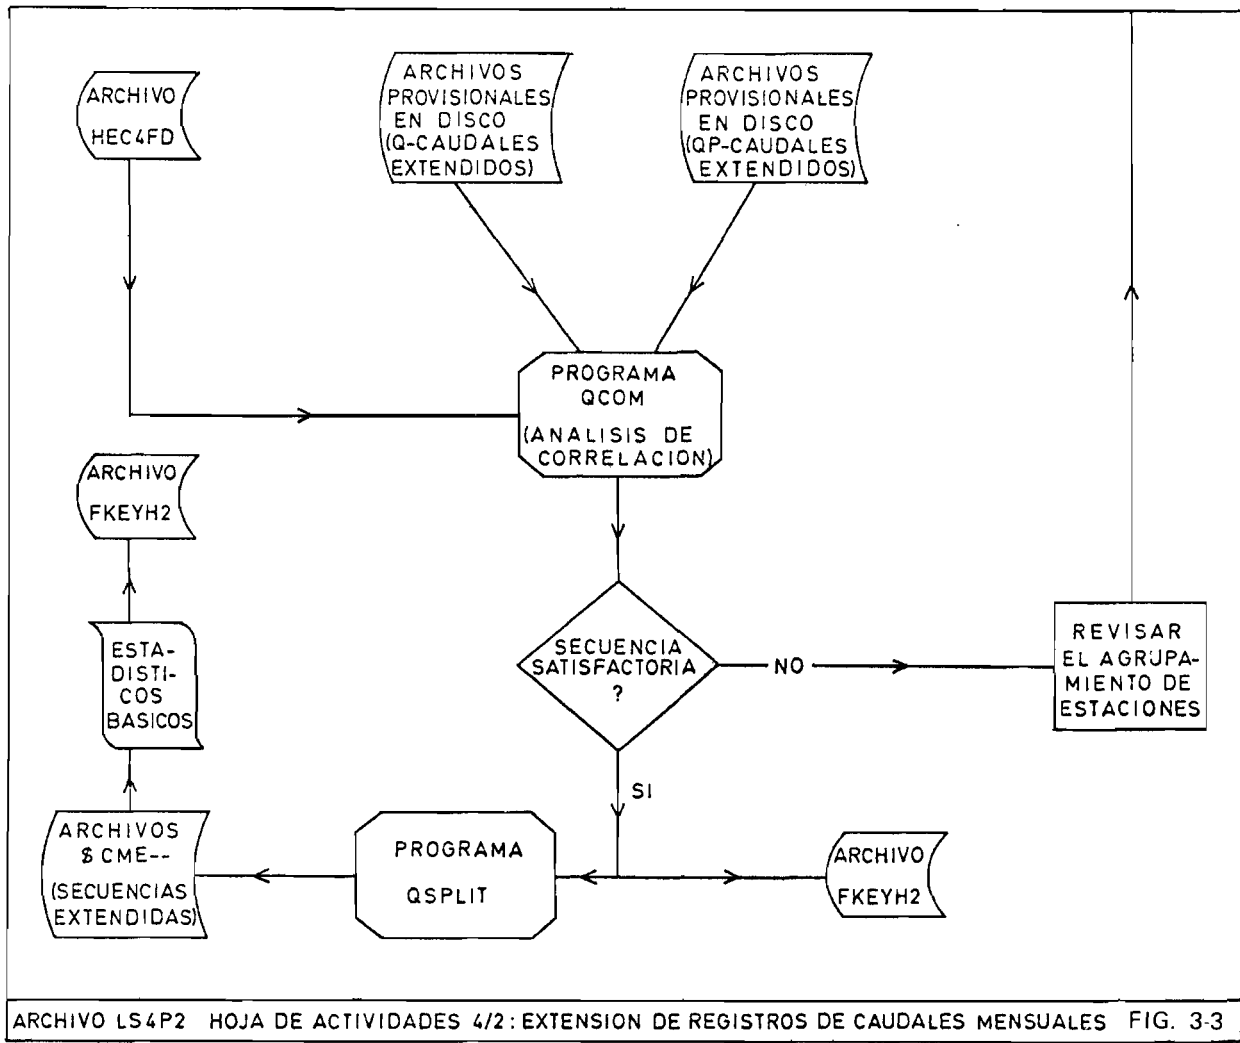 ARCHIVO
HEC4FD
ARCHIVOS
PROVISIONALES
EN DISCO
(Q-CAUDALES
EXTENDIDOS)
ARCHIVOS
PROVISIONALES
EN DISCO
(QP-CAUDALES
EXTENDIDOS)
PROGRAMA
QCOM
(ANALISIS DE
CORRELACION)
ARCHIVO
FKEYH2
ESTA-
DISTI-
COS
BASICOS
SECUENCIA
SATISFACTORIA
?
NO
REVISAR
EL AGRUPA-
MIENTO DE
ESTACIONES
SI
ARCHIVOS
$CME--
(SECUENCIAS
EXTENDIDAS)
PROGRAMA
QSPLIT
ARCHIVO
FKEYH2
ARCHIVO LS4P2 HOJA DE ACTIVIDADES 4/2: EXTENSION DE REGISTROS DE CAUDALES MENSUALES FIG. 3-3